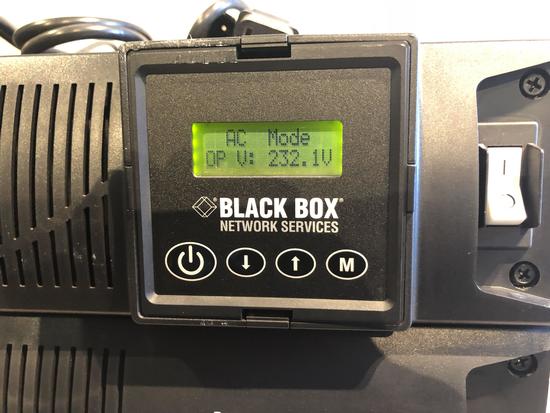 AC Mode
OP V: 232.1V
BLACK BOX®
NETWORK SERVICES
M